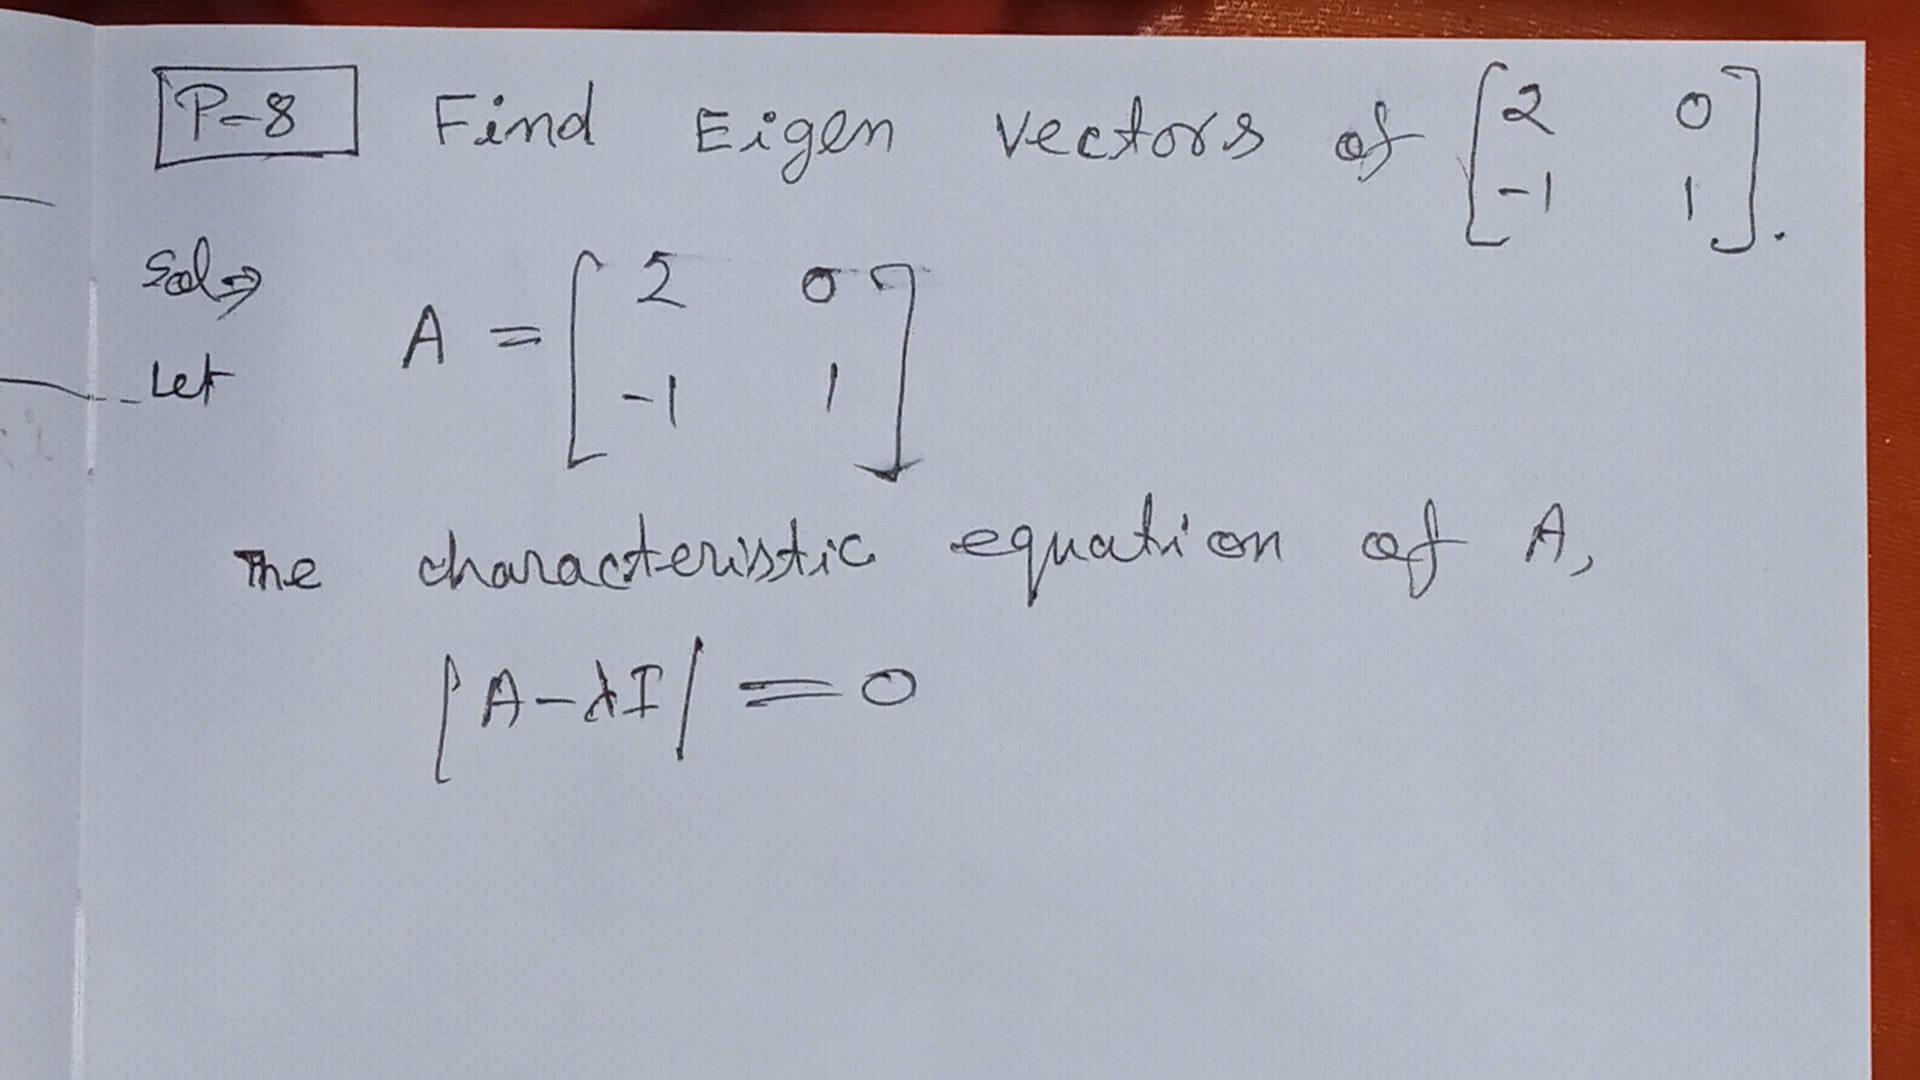 P-8 Find Eigen vectors of [2 0
-1 1].
Sol⇒
Let A = [2 0
-1 1]
The characteristic equation of A,
|A-λI| = 0